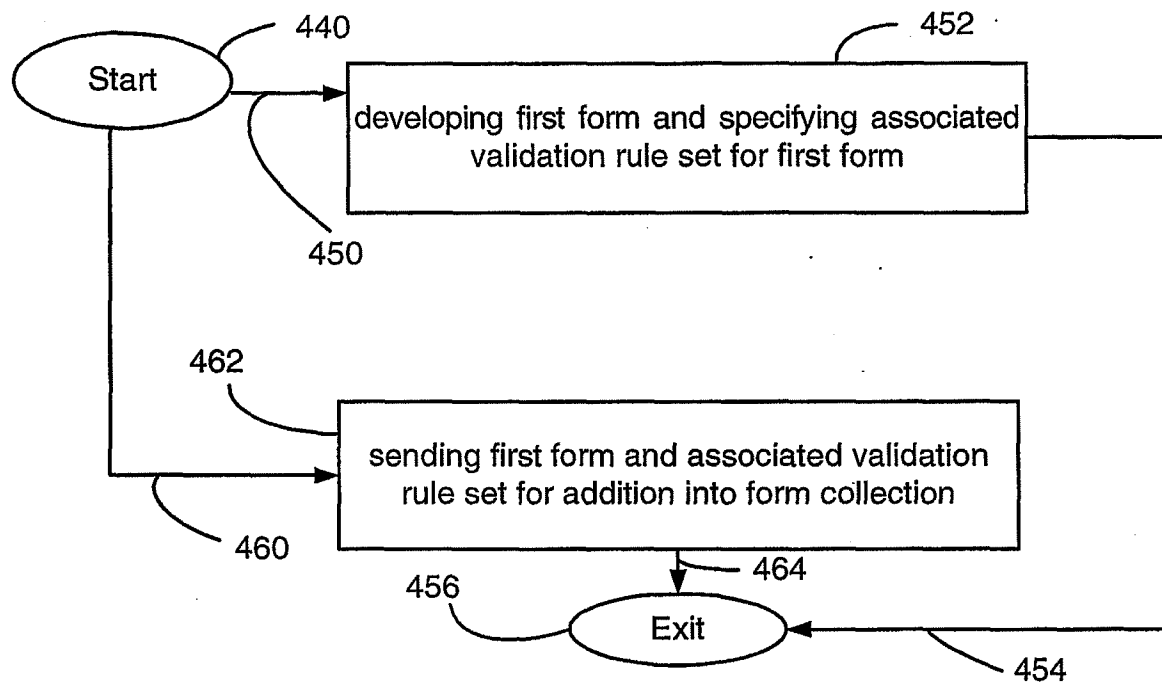 440
452
Start
developing first form and specifying associated
validation rule set for first form
450
462
sending first form and associated validation
rule set for addition into form collection
460
464
456
Exit
454